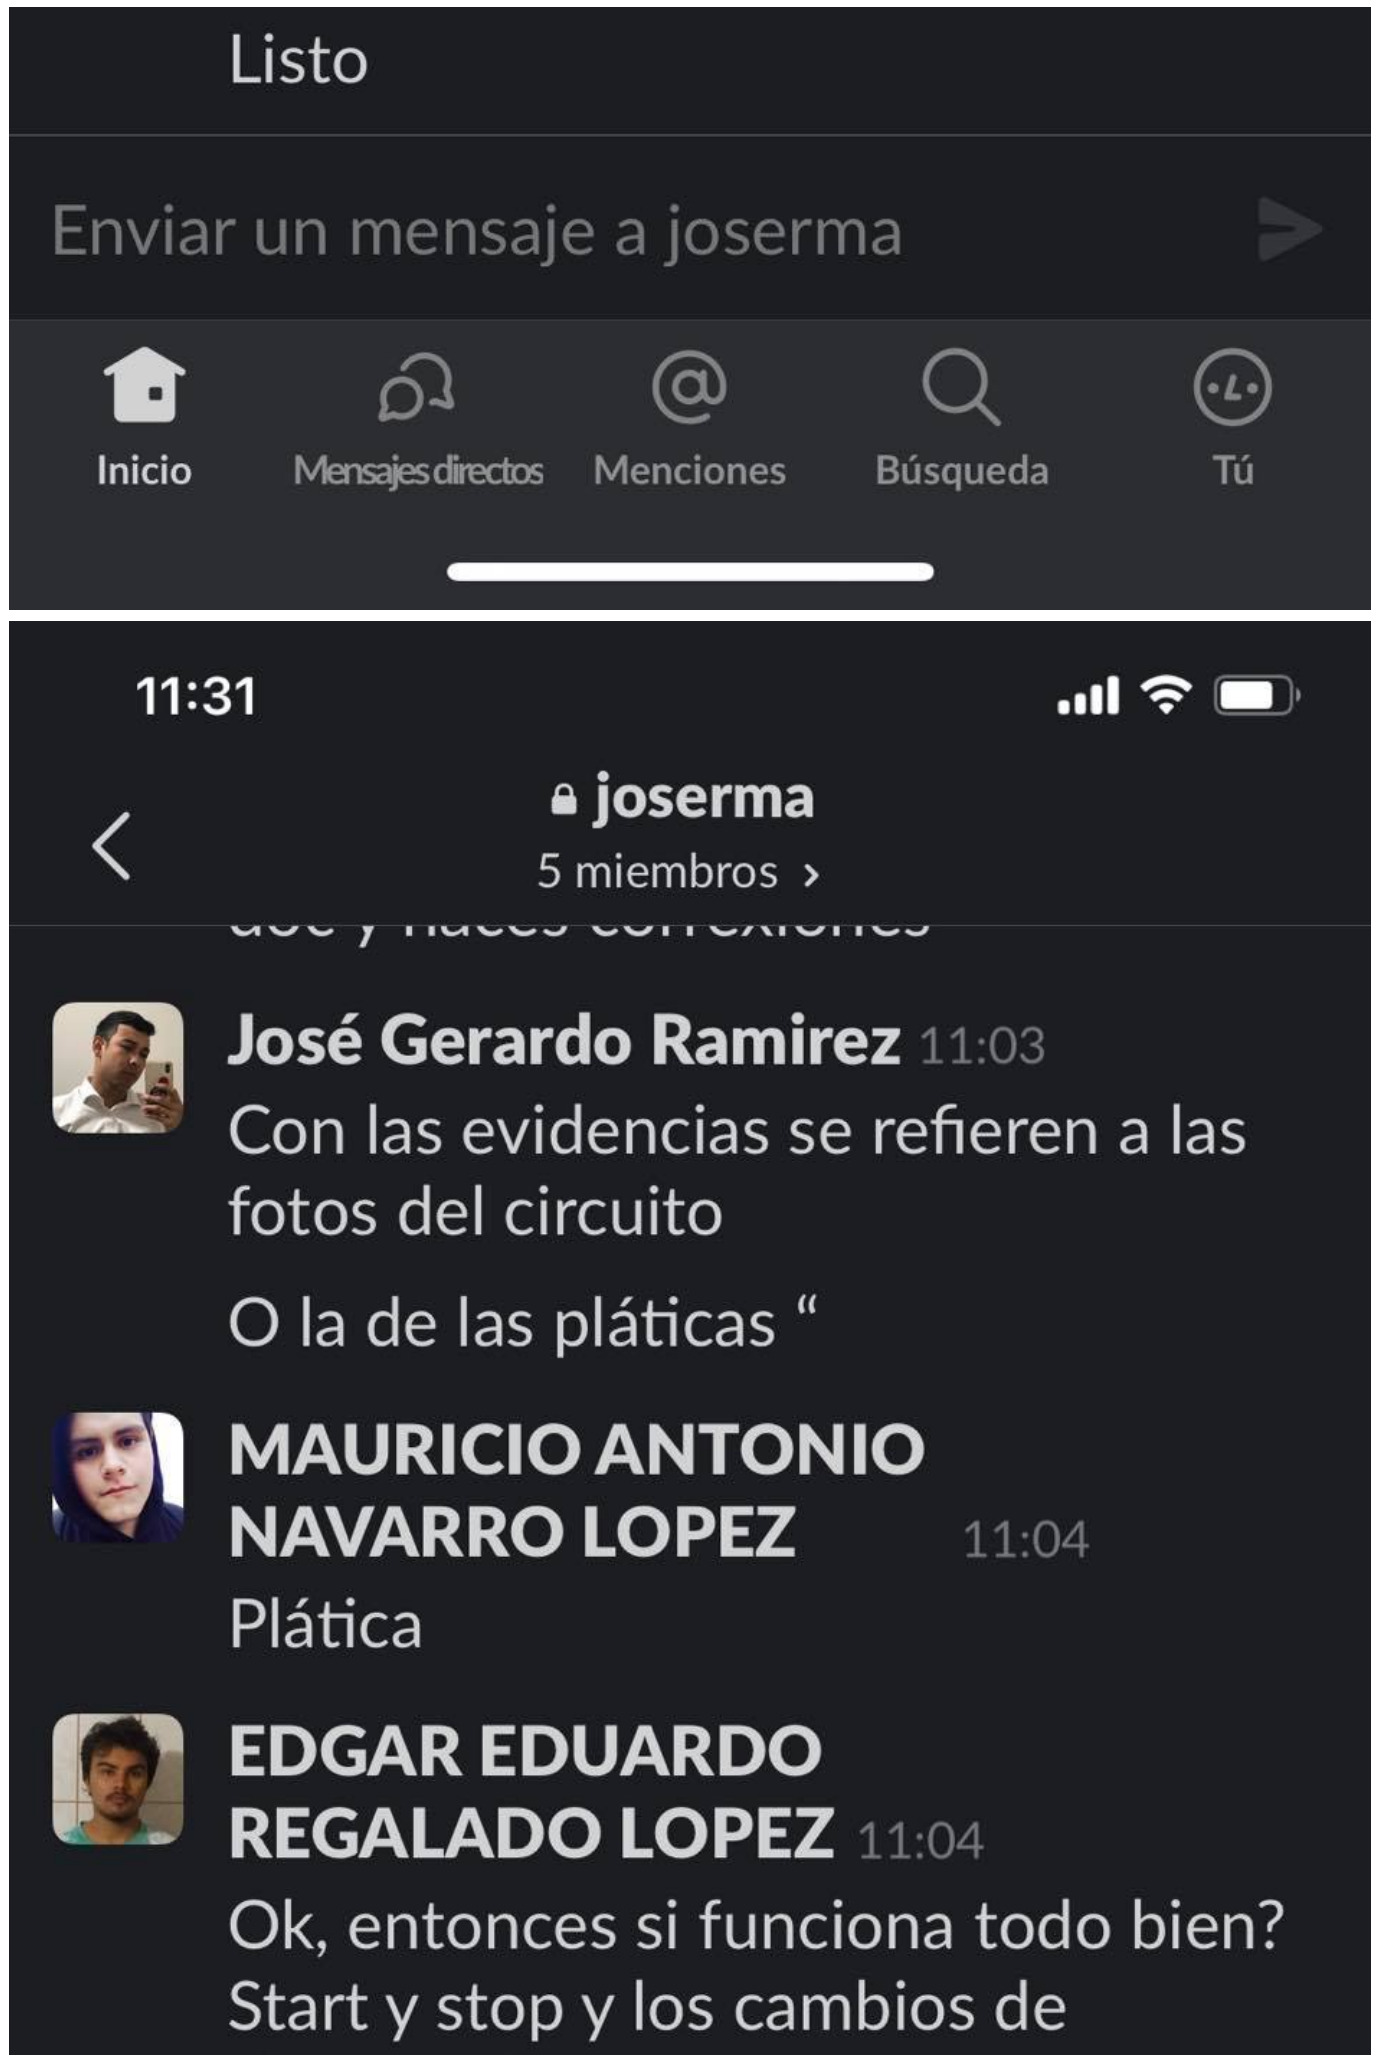 Listo
Enviar un mensaje a joserma
Inicio
Mensajes directos
Menciones
Búsqueda
Tú
11:31
joserma
5 miembros >
y haces correxiones
José Gerardo Ramirez 11:03
Con las evidencias se refieren a las
fotos del circuito
O la de las pláticas “
MAURICIO ANTONIO
NAVARRO LOPEZ 11:04
Plática
EDGAR EDUARDO
REGALADO LOPEZ 11:04
Ok, entonces si funciona todo bien?
Start y stop y los cambios de